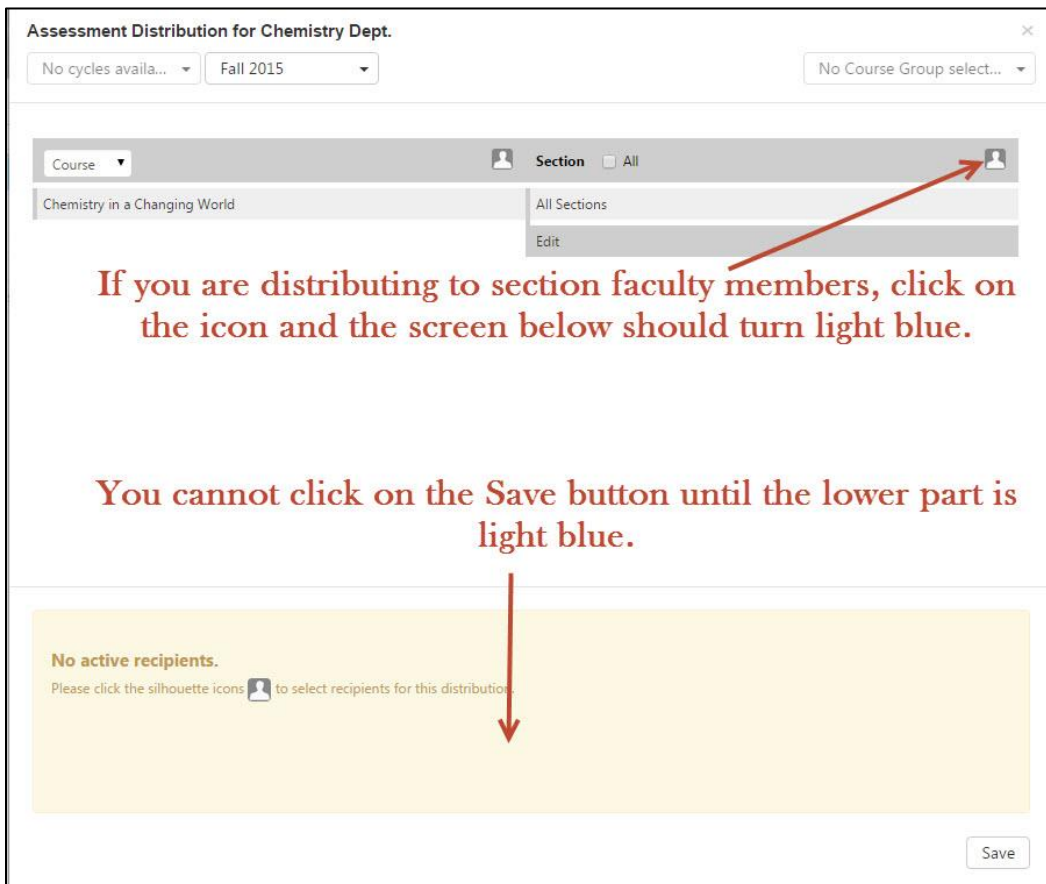 Assessment Distribution for Chemistry Dept.
×
No cycles availa... Fall 2015 No Course Group select...
Course Section All
Chemistry in a Changing World All Sections
Edit
If you are distributing to section faculty members, click on
the icon and the screen below should turn light blue.
You cannot click on the Save button until the lower part is
light blue.
No active recipients.
Please click the silhouette icons to select recipients for this distribution.
Save